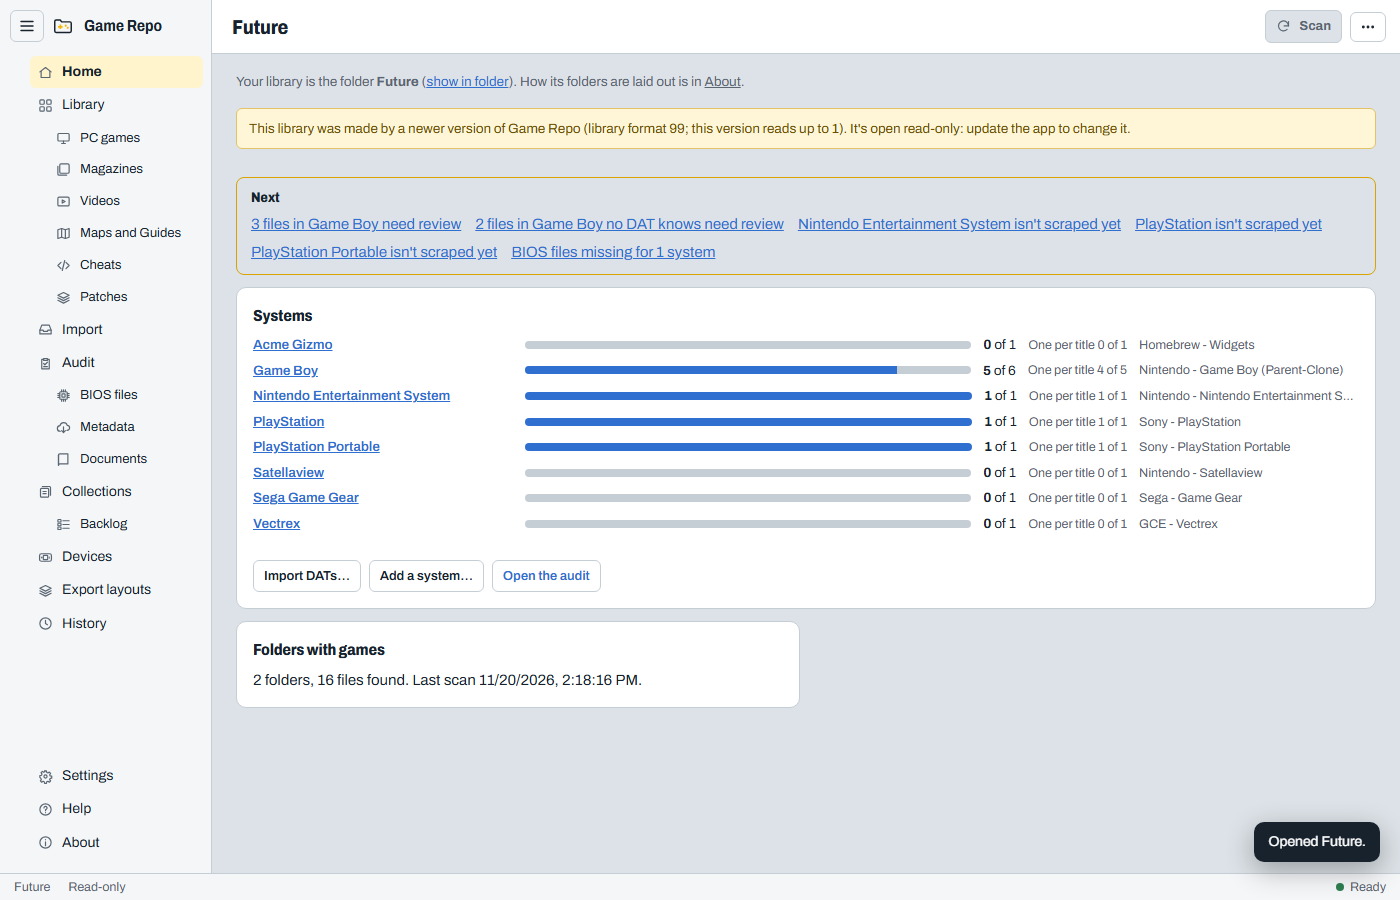 Game Repo
Future
Scan
Home
Library
PC games
Magazines
Videos
Maps and Guides
Cheats
Patches
Import
Audit
BIOS files
Metadata
Documents
Collections
Backlog
Devices
Export layouts
History
Settings
Help
About
Your library is the folder Future (show in folder). How its folders are laid out is in About.
This library was made by a newer version of Game Repo (library format 99; this version reads up to 1). It's open read-only: update the app to change it.
Next
3 files in Game Boy need review 2 files in Game Boy no DAT knows need review Nintendo Entertainment System isn't scraped yet PlayStation isn't scraped yet
PlayStation Portable isn't scraped yet BIOS files missing for 1 system
Systems
Acme Gizmo 0 of 1 One per title 0 of 1 Homebrew - Widgets
Game Boy 5 of 6 One per title 4 of 5 Nintendo - Game Boy (Parent-Clone)
Nintendo Entertainment System 1 of 1 One per title 1 of 1 Nintendo - Nintendo Entertainment S...
PlayStation 1 of 1 One per title 1 of 1 Sony - PlayStation
PlayStation Portable 1 of 1 One per title 1 of 1 Sony - PlayStation Portable
Satellaview 0 of 1 One per title 0 of 1 Nintendo - Satellaview
Sega Game Gear 0 of 1 One per title 0 of 1 Sega - Game Gear
Vectrex 0 of 1 One per title 0 of 1 GCE - Vectrex
Import DATs... Add a system... Open the audit
Folders with games
2 folders, 16 files found. Last scan 11/20/2026, 2:18:16 PM.
Opened Future.
Future Read-only Ready